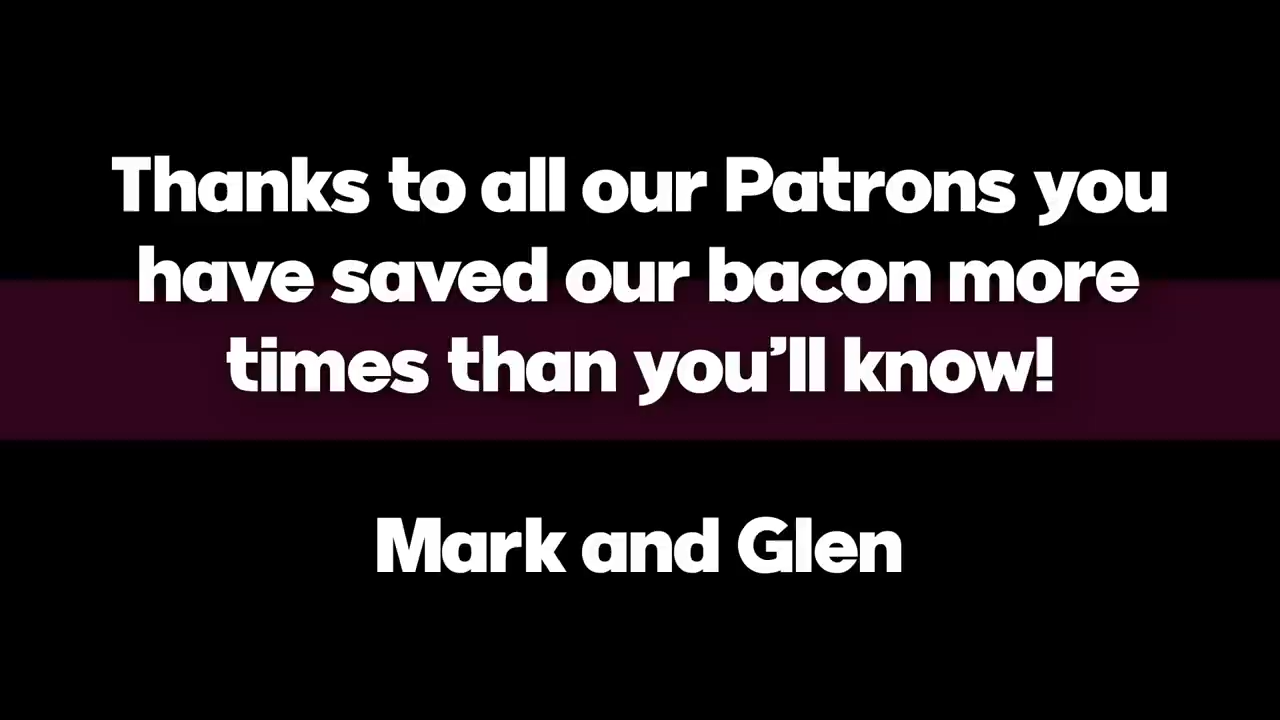 Thanks to all our Patrons you
have saved our bacon more
times than you’ll know!
Mark and Glen